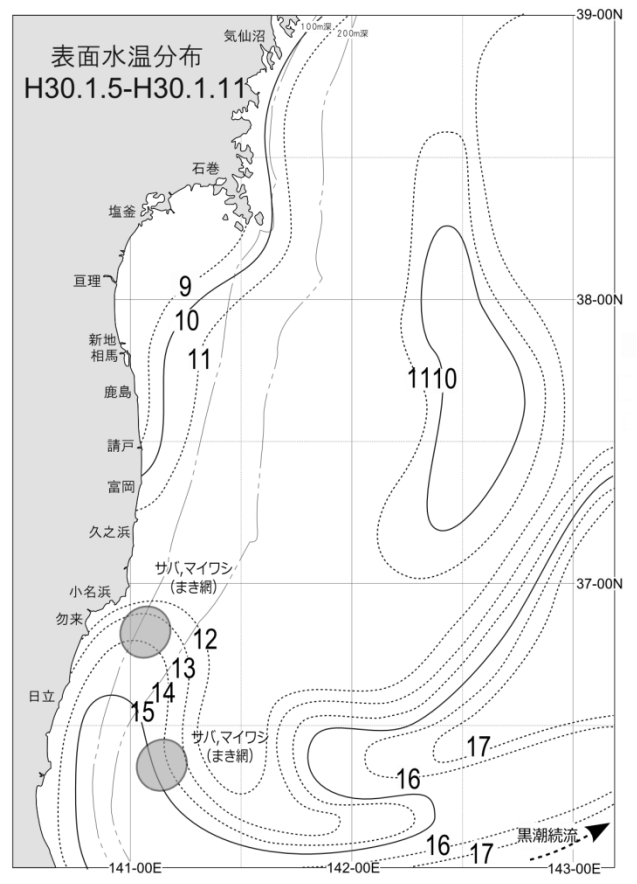 39-00N
100m深
200m深
気仙沼
表面水温分布
H30.1.5-H30.1.11
石巻
塩釜
亘理
9
38-00N
10
新地
相馬
11
1110
鹿島
請戸
富岡
久之浜
サバ,マイワシ
(まき網)
37-00N
小名浜
勿来
12
13
14
日立
15
サバ,マイワシ
(まき網)
17
16
黒潮続流
16
17
141-00E
142-00E
143-00E